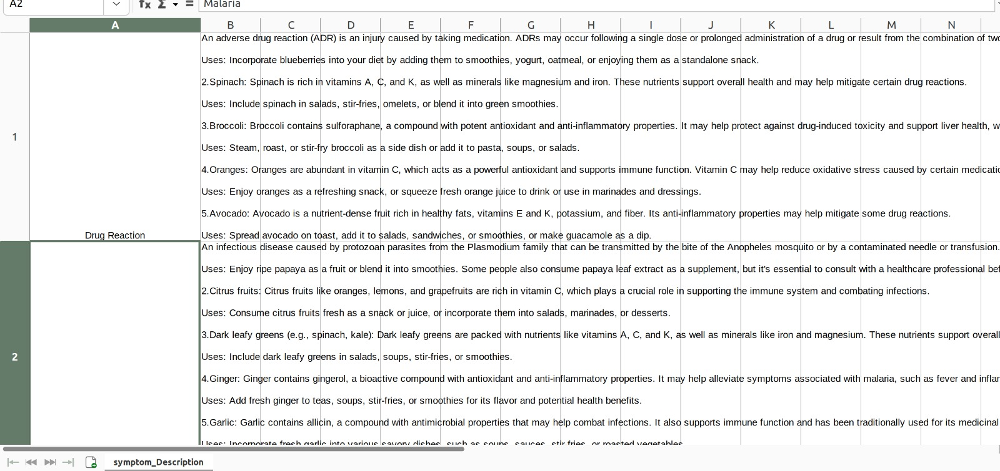 A2 fx Σ = Malaria
A B C D E F G H I J K L M N
An adverse drug reaction (ADR) is an injury caused by taking medication. ADRs may occur following a single dose or prolonged administration of a drug or result from the combination of
Uses: Incorporate blueberries into your diet by adding them to smoothies, yogurt, oatmeal, or enjoying them as a standalone snack.
2.Spinach: Spinach is rich in vitamins A, C, and K, as well as minerals like magnesium and iron. These nutrients support overall health and may help mitigate certain drug reactions.
Uses: Include spinach in salads, stir-fries, omelets, or blend it into green smoothies.
3.Broccoli: Broccoli contains sulforaphane, a compound with potent antioxidant and anti-inflammatory properties. It may help protect against drug-induced toxicity and support liver health, w
1
Uses: Steam, roast, or stir-fry broccoli as a side dish or add it to pasta, soups, or salads.
4.Oranges: Oranges are abundant in vitamin C, which acts as a powerful antioxidant and supports immune function. Vitamin C may help reduce oxidative stress caused by certain medicatic
Uses: Enjoy oranges as a refreshing snack, or squeeze fresh orange juice to drink or use in marinades and dressings.
5.Avocado: Avocado is a nutrient-dense fruit rich in healthy fats, vitamins E and K, potassium, and fiber. Its anti-inflammatory properties may help mitigate some drug reactions.
Drug Reaction Uses: Spread avocado on toast, add it to salads, sandwiches, or smoothies, or make guacamole as a dip.
An infectious disease caused by protozoan parasites from the Plasmodium family that can be transmitted by the bite of the Anopheles mosquito or by a contaminated needle or transfusion.
Uses: Enjoy ripe papaya as a fruit or blend it into smoothies. Some people also consume papaya leaf extract as a supplement, but it's essential to consult with a healthcare professional bef
2.Citrus fruits: Citrus fruits like oranges, lemons, and grapefruits are rich in vitamin C, which plays a crucial role in supporting the immune system and combating infections.
Uses: Consume citrus fruits fresh as a snack or juice, or incorporate them into salads, marinades, or desserts.
3.Dark leafy greens (e.g., spinach, kale): Dark leafy greens are packed with nutrients like vitamins A, C, and K, as well as minerals like iron and magnesium. These nutrients support overall
2 Uses: Include dark leafy greens in salads, soups, stir-fries, or smoothies.
4.Ginger: Ginger contains gingerol, a bioactive compound with antioxidant and anti-inflammatory properties. It may help alleviate symptoms associated with malaria, such as fever and inflar
Uses: Add fresh ginger to teas, soups, stir-fries, or smoothies for its flavor and potential health benefits.
5.Garlic: Garlic contains allicin, a compound with antimicrobial properties that may help combat infections. It also supports immune function and has been traditionally used for its medicinal
Uses: Incorporate fresh garlic into various savory dishes, such as soups, sauces, stir fries, or roasted vegetables
symptom_Description